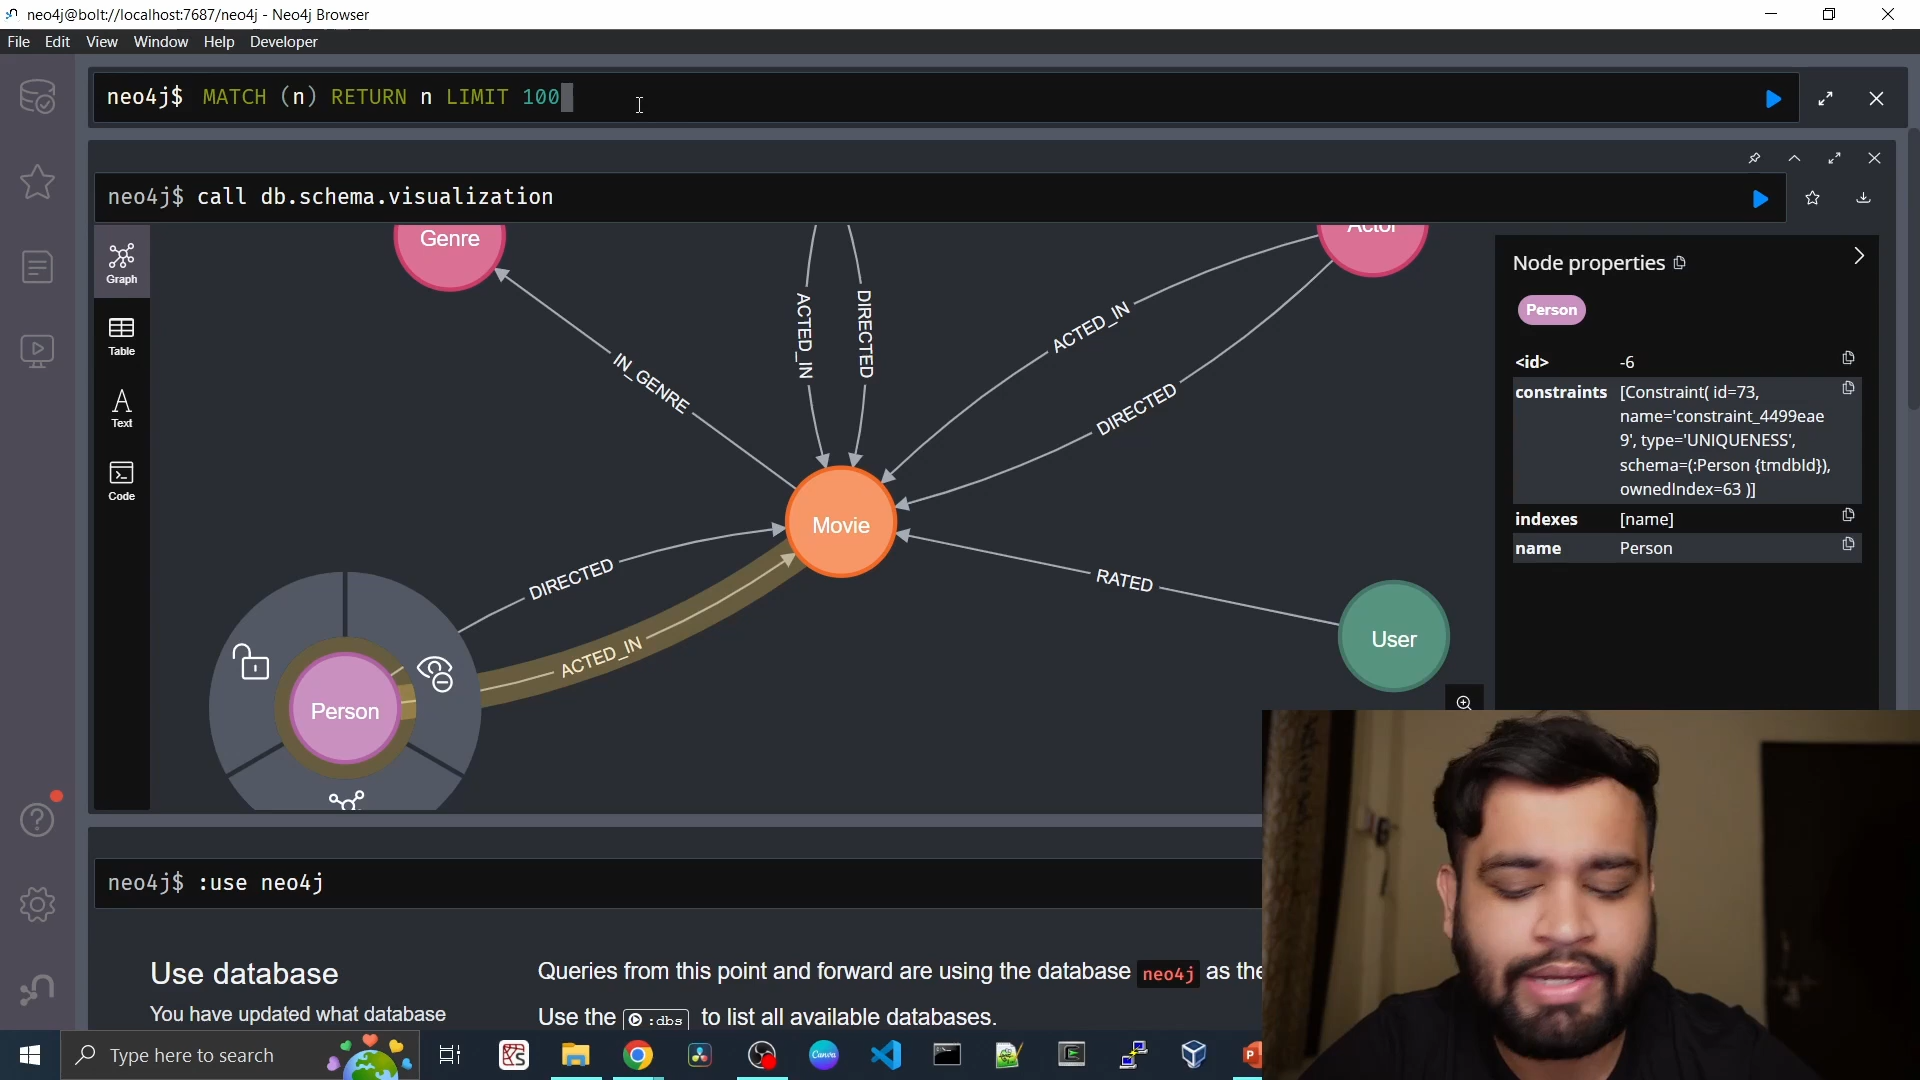 neo4j@bolt://localhost:7687/neo4j - Neo4j Browser
File Edit View Window Help Developer
neo4j$ MATCH (n) RETURN n LIMIT 100
neo4j$ call db.schema.visualization
Graph
Table
Text
Code
Genre
Actor
ACTED_IN
DIRECTED
ACTED_IN
DIRECTED
IN_GENRE
Movie
DIRECTED
ACTED_IN
RATED
Person
User
Node properties
Person
<id> -6
constraints [Constraint( id=73,
name='constraint_4499eae
9', type='UNIQUENESS',
schema=(:Person {tmdbId}),
ownedIndex=63 )]
indexes [name]
name Person
neo4j$ :use neo4j
Use database
You have updated what database
Queries from this point and forward are using the database neo4j as the
Use the :dbs to list all available databases.
Type here to search
Canva